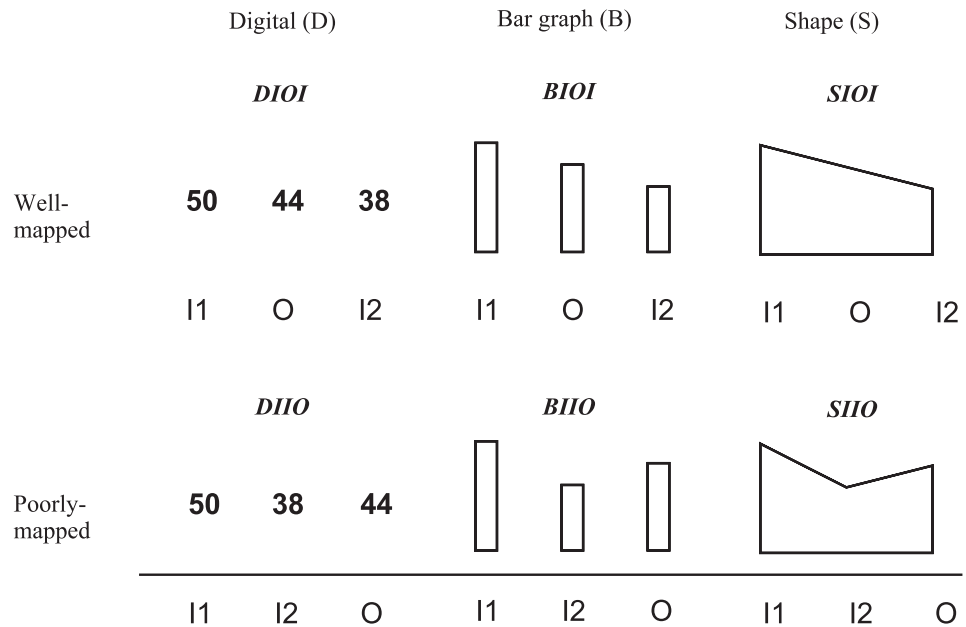 Digital (D) Bar graph (B) Shape (S)
DIOI BIOI SIOI
Well-
mapped
50 44 38
I1 O I2 I1 O I2 I1 O I2
DIIO BIIO SIIO
Poorly-
mapped
50 38 44
I1 I2 O I1 I2 O I1 I2 O